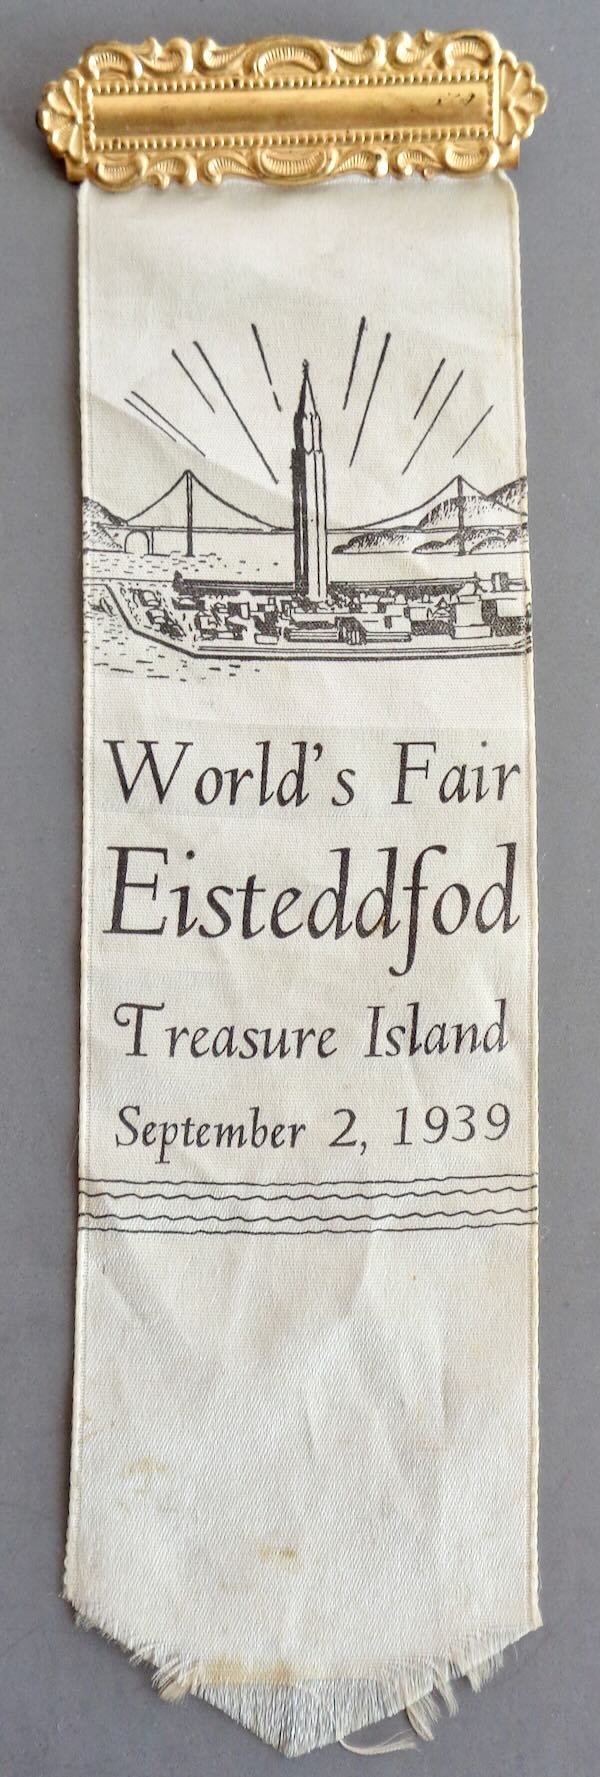 World's Fair
Eisteddfod
Treasure Island
September 2, 1939